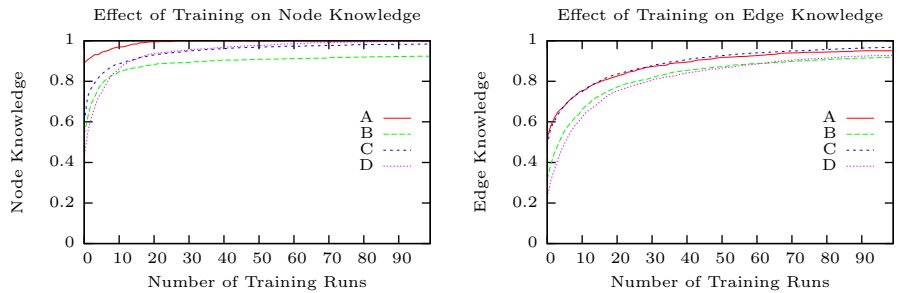 Effect of Training on Node Knowledge
1
0.8
0.6
0.4
0.2
0
Node Knowledge
A
B
C
D
0 10 20 30 40 50 60 70 80 90
Number of Training Runs
Effect of Training on Edge Knowledge
1
0.8
0.6
0.4
0.2
0
Edge Knowledge
A
B
C
D
0 10 20 30 40 50 60 70 80 90
Number of Training Runs